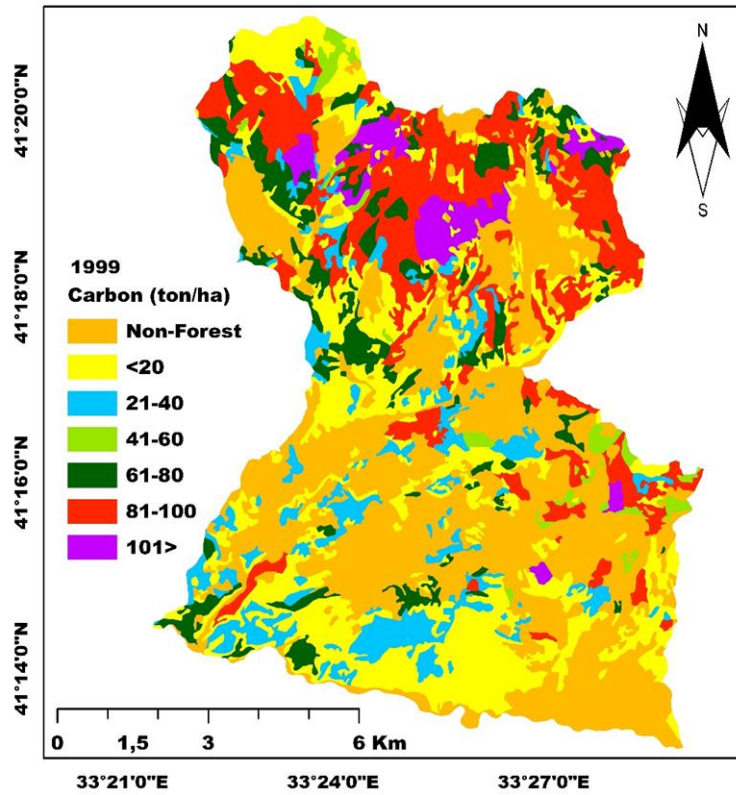 N
S
41°20'0"N
41°18'0"N
41°16'0"N
41°14'0"N
1999
Carbon (ton/ha)
Non-Forest
<20
21-40
41-60
61-80
81-100
101>
0 1,5 3 6 Km
33°21'0"E 33°24'0"E 33°27'0"E